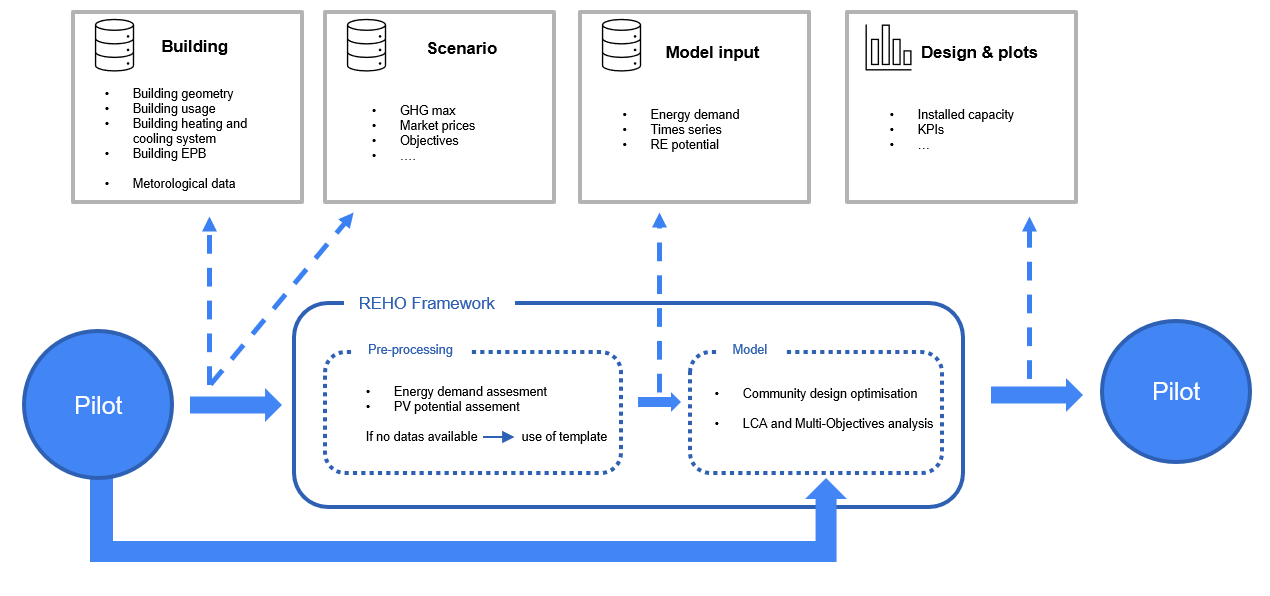 Building
• Building geometry
• Building usage
• Building heating and
cooling system
• Building EPB
• Metorological data
Scenario
• GHG max
• Market prices
• Objectives
• ….
Model input
• Energy demand
• Times series
• RE potential
Design & plots
• Installed capacity
• KPIs
• …
REHO Framework
Pilot
Pre-processing
• Energy demand assesment
• PV potential assement
If no datas available use of template
Model
• Community design optimisation
• LCA and Multi-Objectives analysis
Pilot